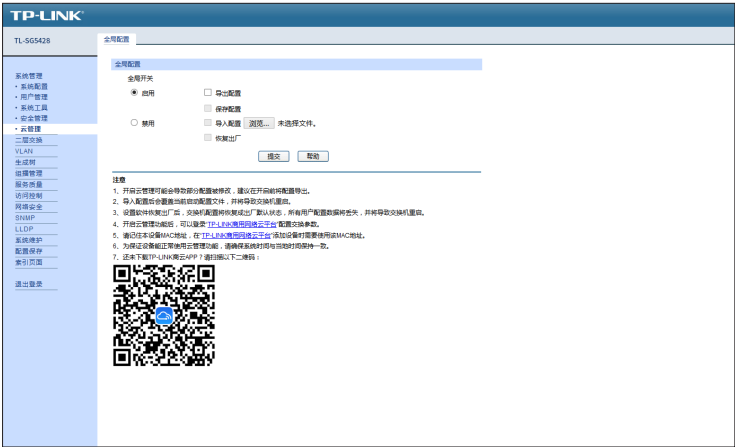 TP-LINK®
TL-SG5428
全局配置
系统管理
• 系统配置
• 用户管理
• 系统工具
• 安全管理
• 云管理
二层交换
VLAN
生成树
组播管理
服务质量
访问控制
网络安全
SNMP
LLDP
系统维护
配置保存
索引页面
退出登录
全局配置
全局开关
启用 导出配置
保存配置
禁用 导入配置 浏览... 未选择文件。
恢复出厂
提交 帮助
注意
1、开启云管理可能会导致部分配置被修改，建议在开启前将配置导出。
2、导入配置后会覆盖当前启动配置文件，并将导致交换机重启。
3、设置软件恢复出厂后，交换机配置将恢复成出厂默认状态，所有用户配置数据将丢失，并将导致交换机重启。
4、开启云管理功能后，可以登录"TP-LINK商用网络云平台"配置交换参数。
5、请记住本设备MAC地址，在"TP-LINK商用网络云平台"添加设备时需要使用该MAC地址。
6、为保证设备能正常使用云管理功能，请确保系统时间与当地时间保持一致。
7、还未下载TP-LINK商云APP？请扫描以下二维码：